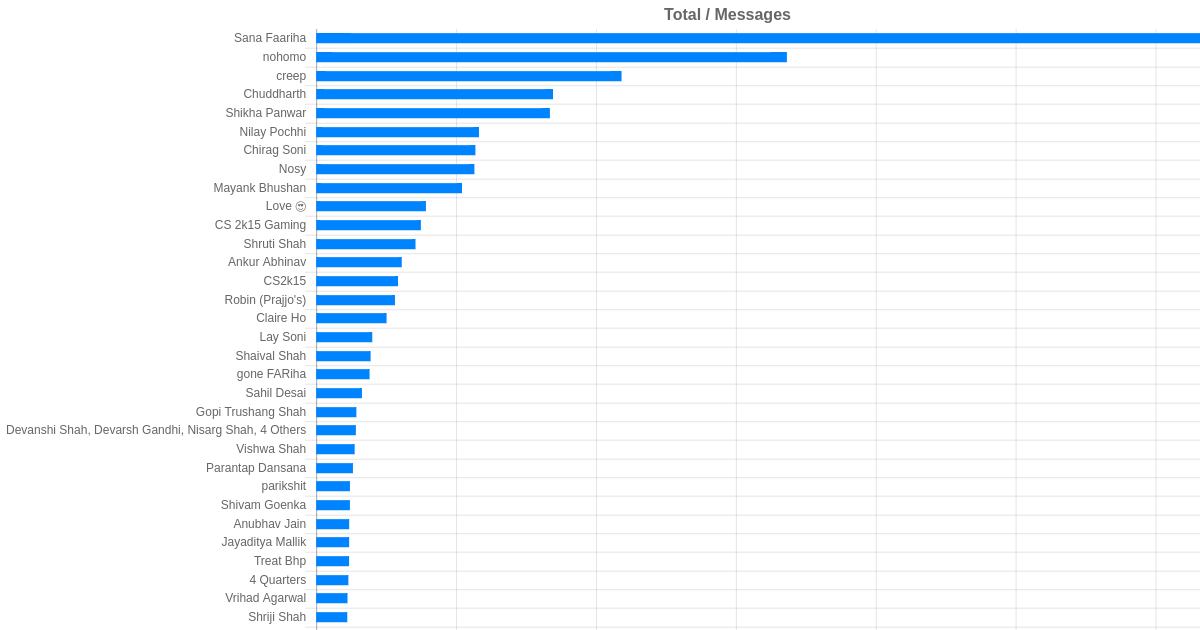 Total / Messages
Sana Faariha
nohomo
creep
Chuddharth
Shikha Panwar
Nilay Pochhi
Chirag Soni
Nosy
Mayank Bhushan
Love 😍
CS 2k15 Gaming
Shruti Shah
Ankur Abhinav
CS2k15
Robin (Prajjo's)
Claire Ho
Lay Soni
Shaival Shah
gone FARiha
Sahil Desai
Gopi Trushang Shah
Devanshi Shah, Devarsh Gandhi, Nisarg Shah, 4 Others
Vishwa Shah
Parantap Dansana
parikshit
Shivam Goenka
Anubhav Jain
Jayaditya Mallik
Treat Bhp
4 Quarters
Vrihad Agarwal
Shriji Shah